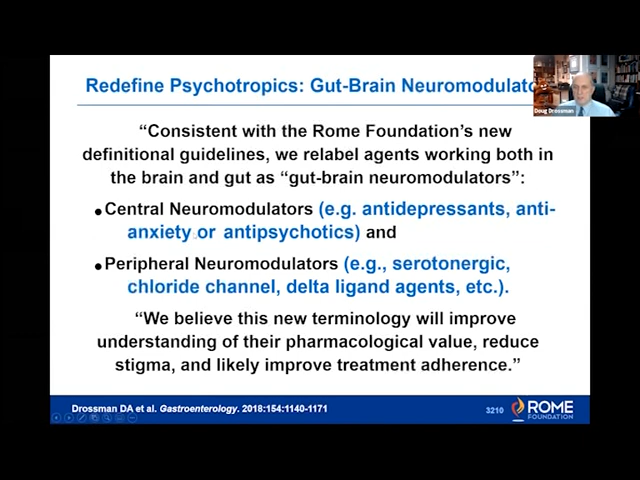 Redefine Psychotropics: Gut-Brain Neuromodulato
Doug Drossman
“Consistent with the Rome Foundation’s new
definitional guidelines, we relabel agents working both in
the brain and gut as “gut-brain neuromodulators”:
•Central Neuromodulators (e.g. antidepressants, anti-
anxiety or antipsychotics) and
•Peripheral Neuromodulators (e.g., serotonergic,
chloride channel, delta ligand agents, etc.).
“We believe this new terminology will improve
understanding of their pharmacological value, reduce
stigma, and likely improve treatment adherence.”
Drossman DA et al. Gastroenterology. 2018:154:1140-1171
3210
ROME
FOUNDATION